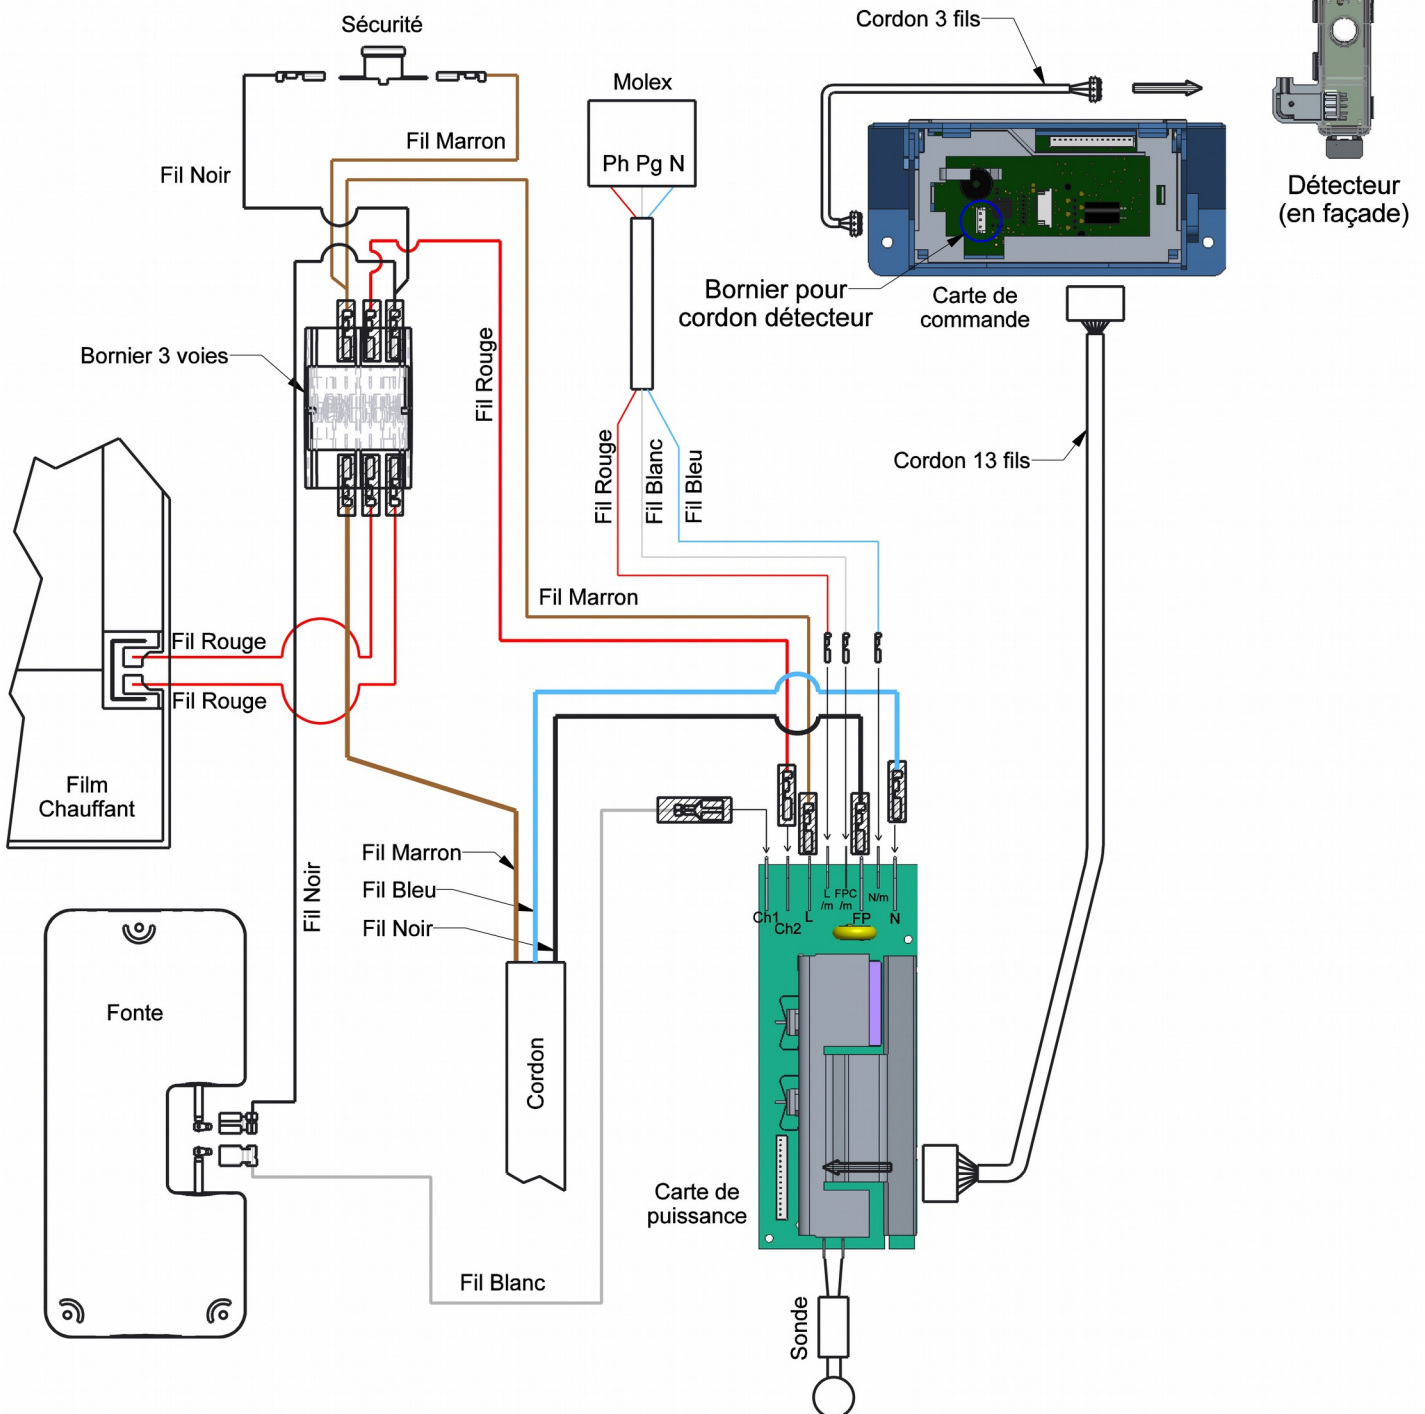 Sécurité
Cordon 3 fils
Molex
Ph Pg N
Fil Marron
Fil Noir
Détecteur
(en façade)
Bornier pour
cordon détecteur
Carte de
commande
Bornier 3 voies
Fil Rouge
Fil Rouge
Fil Blanc
Fil Bleu
Cordon 13 fils
Fil Marron
Fil Rouge
Fil Rouge
Film
Chauffant
Fil Marron
Fil Bleu
Fil Noir
Fil Noir
Ch1
Ch2
L
L
/m
FPC
/m
FP
N/m
N
Fonte
Cordon
Carte de
puissance
Fil Blanc
Sonde